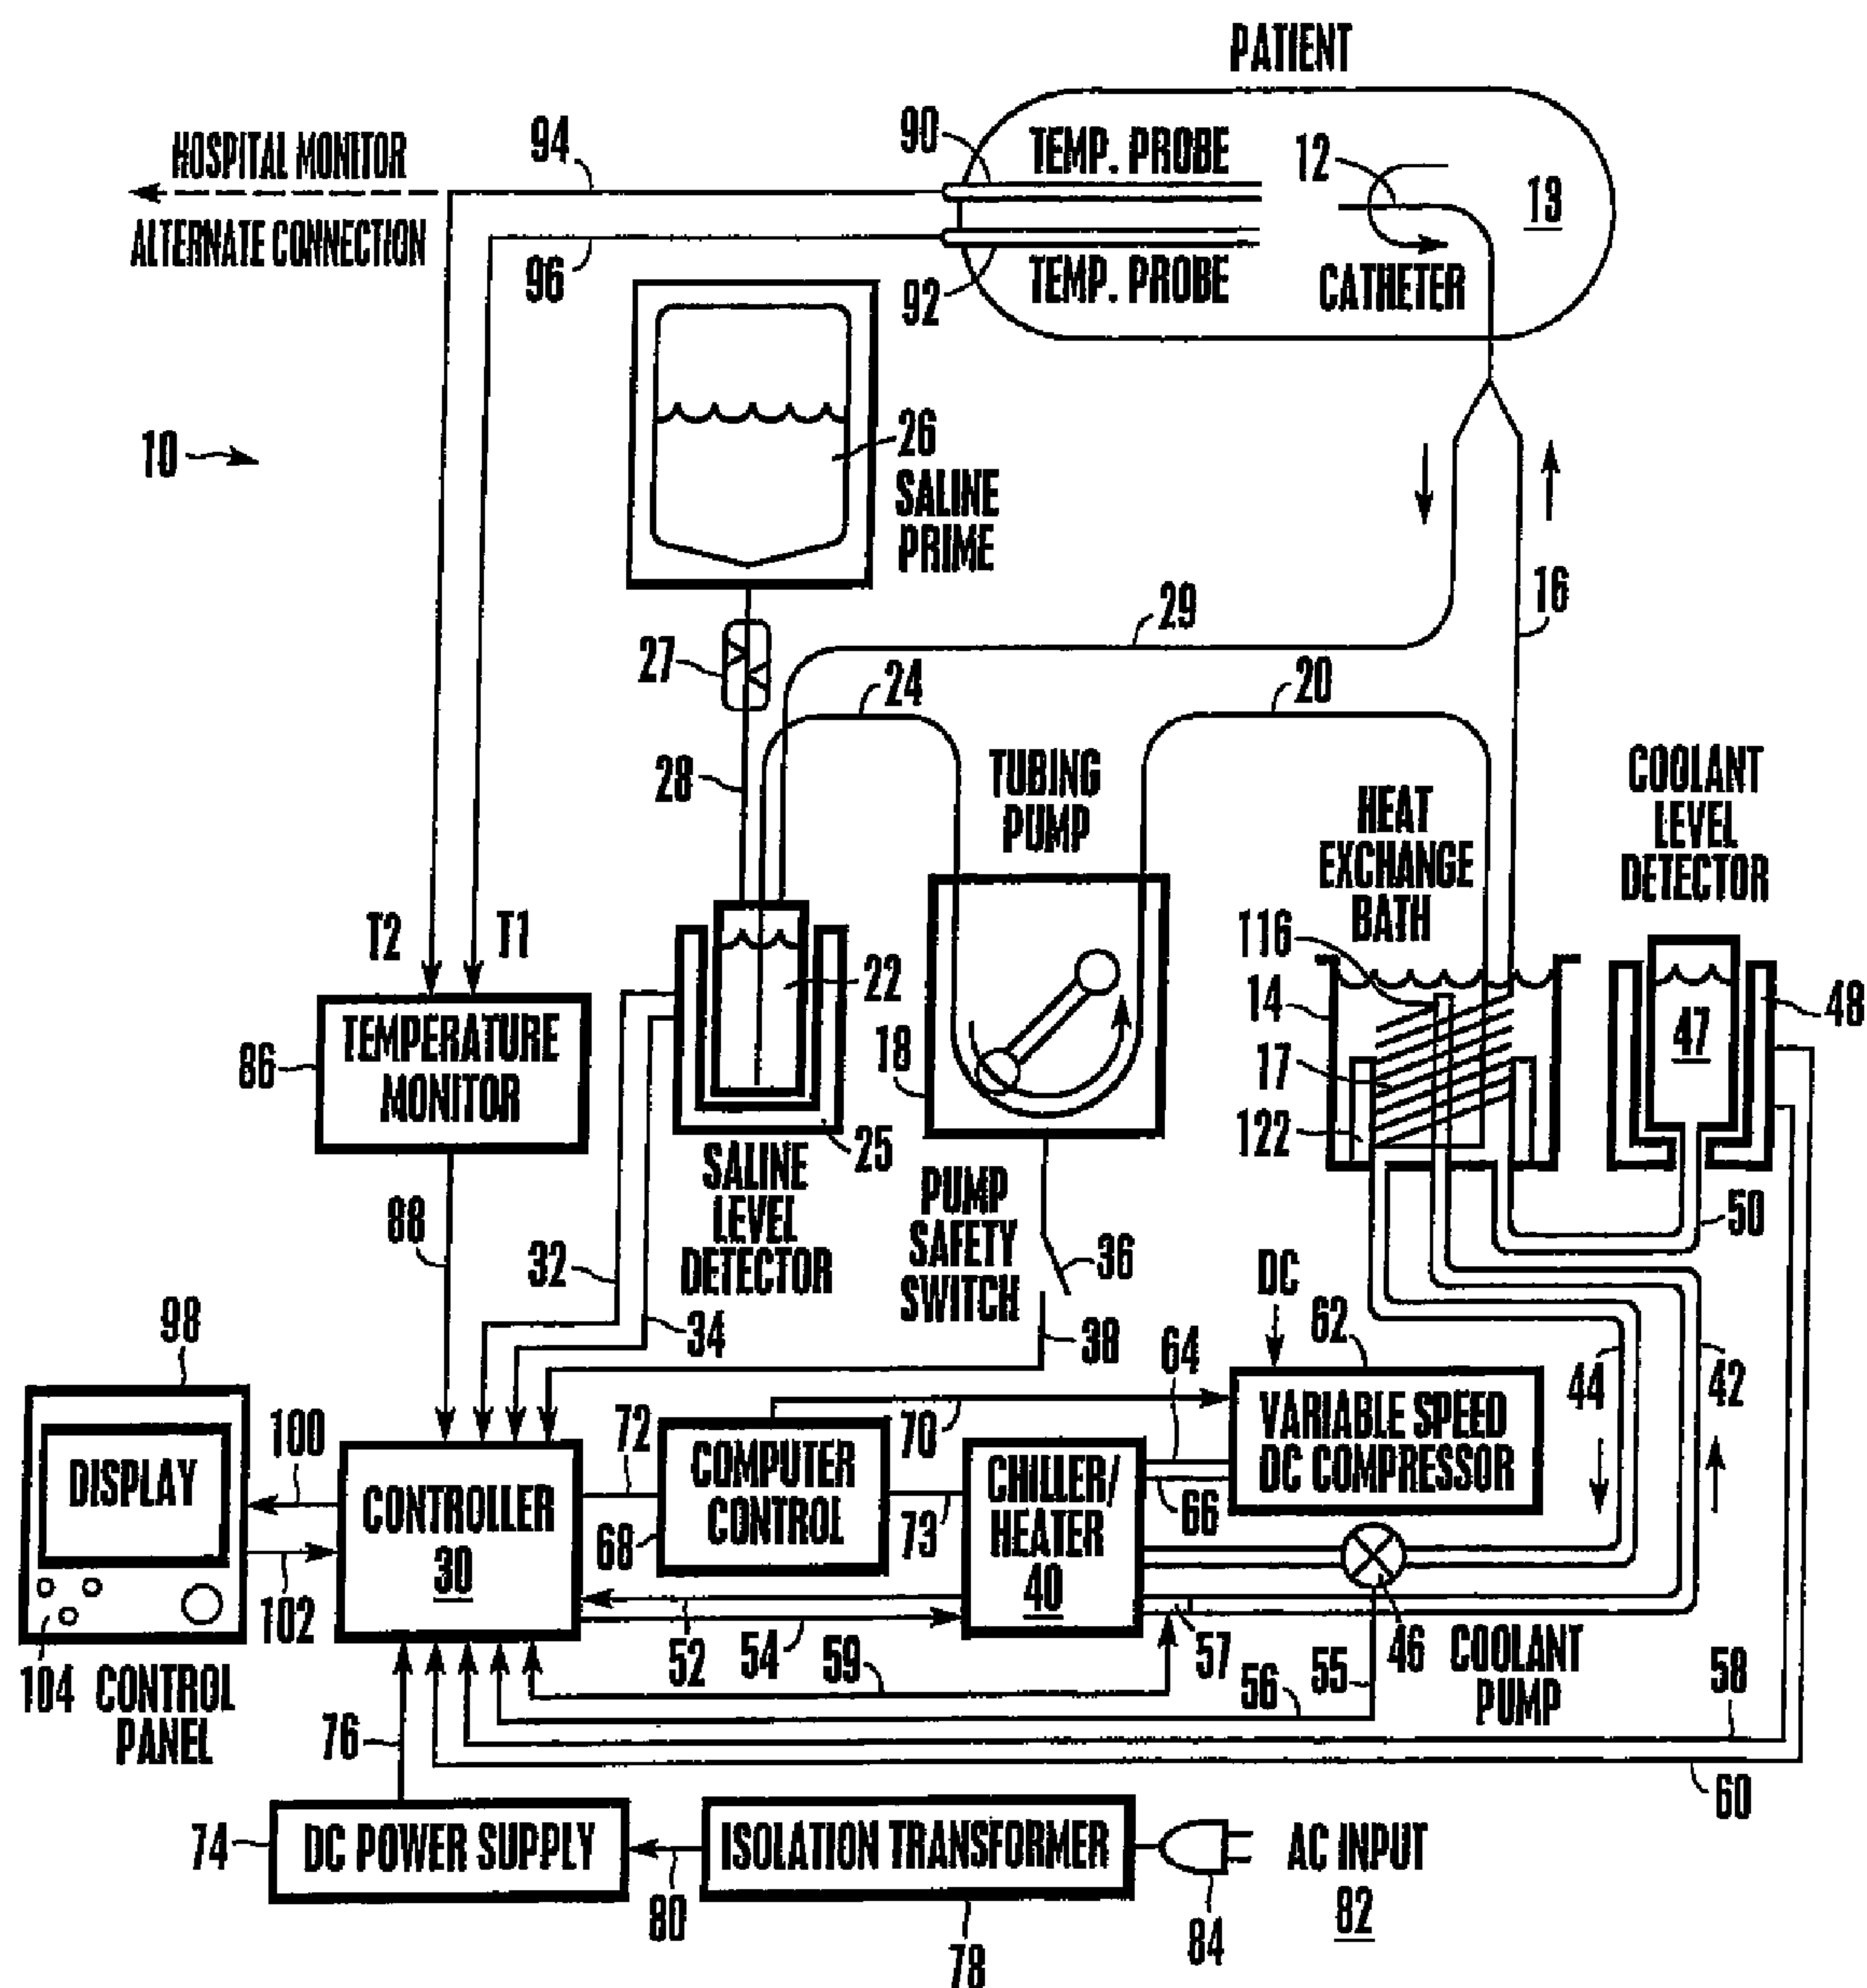 PATIENT
HOSPITAL MONITOR
ALTERNATE CONNECTION
94
96
90
TEMP. PROBE
92
TEMP. PROBE
12
13
CATHETER
10
26
SALINE
PRIME
16
29
27
24
20
28
TUBING
PUMP
HEAT
EXCHANGE
BATH
COOLANT
LEVEL
DETECTOR
T2
T1
22
116
14
48
47
18
17
86
TEMPERATURE
MONITOR
122
25
SALINE
LEVEL
DETECTOR
PUMP
SAFETY
SWITCH
50
88
32
34
36
38
DC
62
64
44
42
98
DISPLAY
100
102
CONTROLLER
30
72
COMPUTER
CONTROL
68
70
73
CHILLER/
HEATER
40
66
VARIABLE SPEED
DC COMPRESSOR
104 CONTROL
PANEL
52
54
59
57
46
COOLANT
PUMP
55
56
58
76
60
74
DC POWER SUPPLY
80
ISOLATION TRANSFORMER
78
84
AC INPUT
82